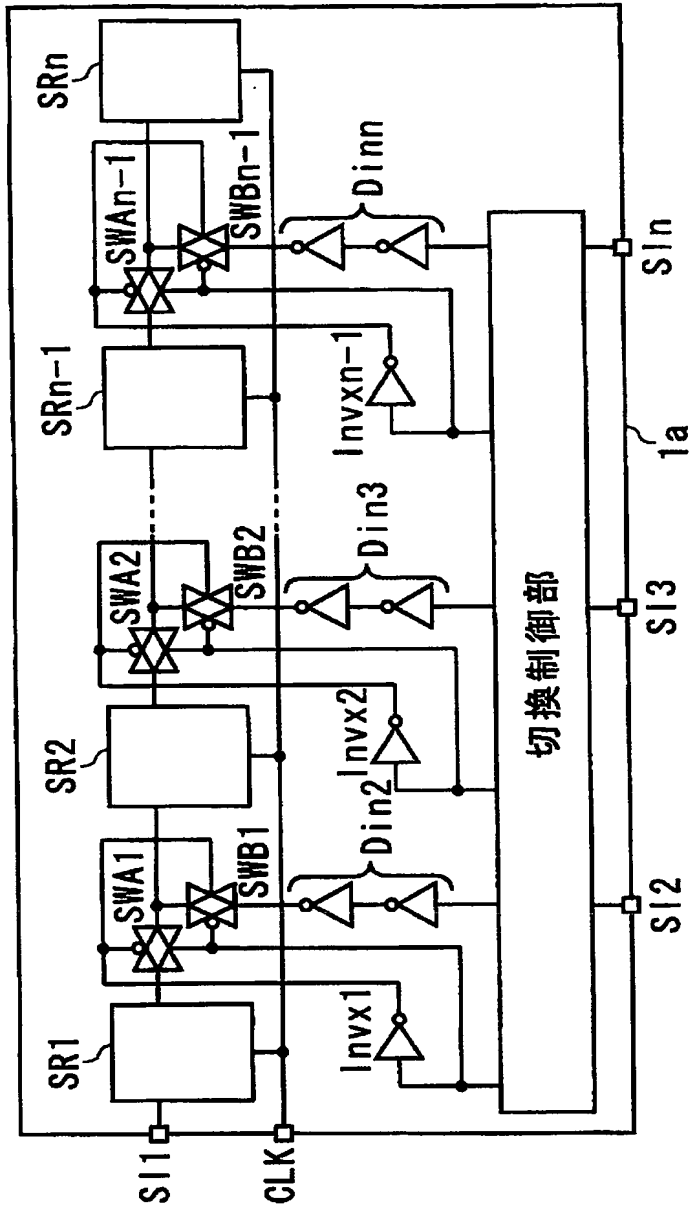 SR1
SWA1
SR2
SWA2
SRn-1
SWAn-1
SRn
SI1
CLK
Invx1
SWB1
Din2
Invx2
SWB2
Din3
Invxn-1
SWBn-1
Dinn
切換制御部
SI2
SI3
1a
SIn